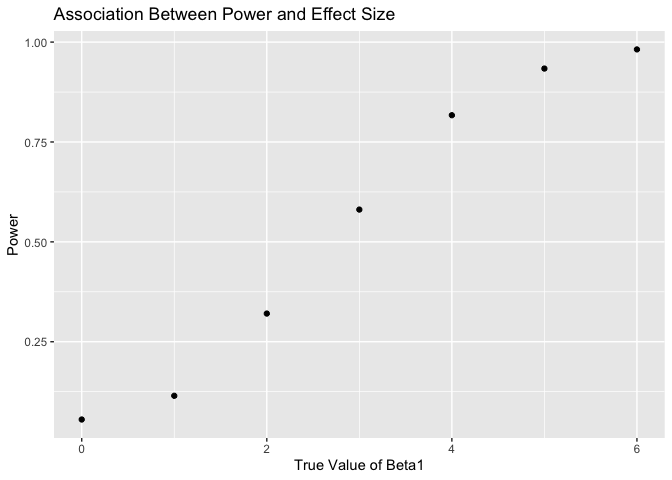 Association Between Power and Effect Size
1.00
0.75
0.50
0.25
Power
0 2 4 6
True Value of Beta1